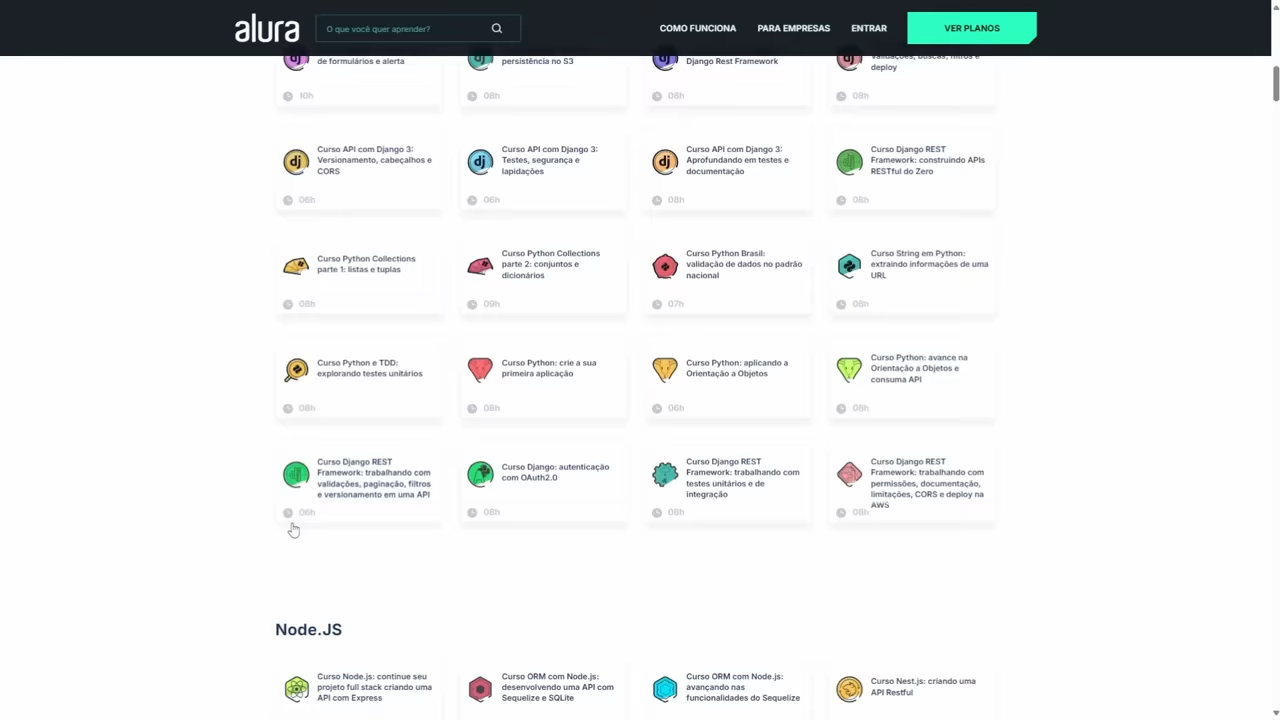 alura
O que você quer aprender?
COMO FUNCIONA
PARA EMPRESAS
ENTRAR
VER PLANOS
de formulários e alerta
10h
persistência no S3
08h
Django Rest Framework
06h
validações, buscas, filtros e
deploy
08h
Curso API com Django 3:
Versionamento, cabeçalhos e
CORS
06h
Curso API com Django 3:
Testes, segurança e
lapidações
06h
Curso API com Django 3:
Aprofundando em testes e
documentação
08h
Curso Django REST
Framework: construindo APIs
RESTful do Zero
08h
Curso Python Collections
parte 1: listas e tuplas
08h
Curso Python Collections
parte 2: conjuntos e
dicionários
09h
Curso Python Brasil:
validação de dados no padrão
nacional
07h
Curso String em Python:
extraindo informações de uma
URL
08h
Curso Python e TDD:
explorando testes unitários
08h
Curso Python: crie a sua
primeira aplicação
08h
Curso Python: aplicando a
Orientação a Objetos
06h
Curso Python: avance na
Orientação a Objetos e
consuma API
08h
Curso Django REST
Framework: trabalhando com
validações, paginação, filtros
e versionamento em uma API
06h
Curso Django: autenticação
com OAuth2.0
08h
Curso Django REST
Framework: trabalhando com
testes unitários e de
integração
08h
Curso Django REST
Framework: trabalhando com
permissões, documentação,
limitações, CORS e deploy na
AWS
06h
Node.JS
Curso Node.js: continue seu
projeto full stack criando uma
API com Express
Curso ORM com Node.js:
desenvolvendo uma API com
Sequelize e SQLite
Curso ORM com Node.js:
avançando nas
funcionalidades do Sequelize
Curso Nest.js: criando uma
API Restful